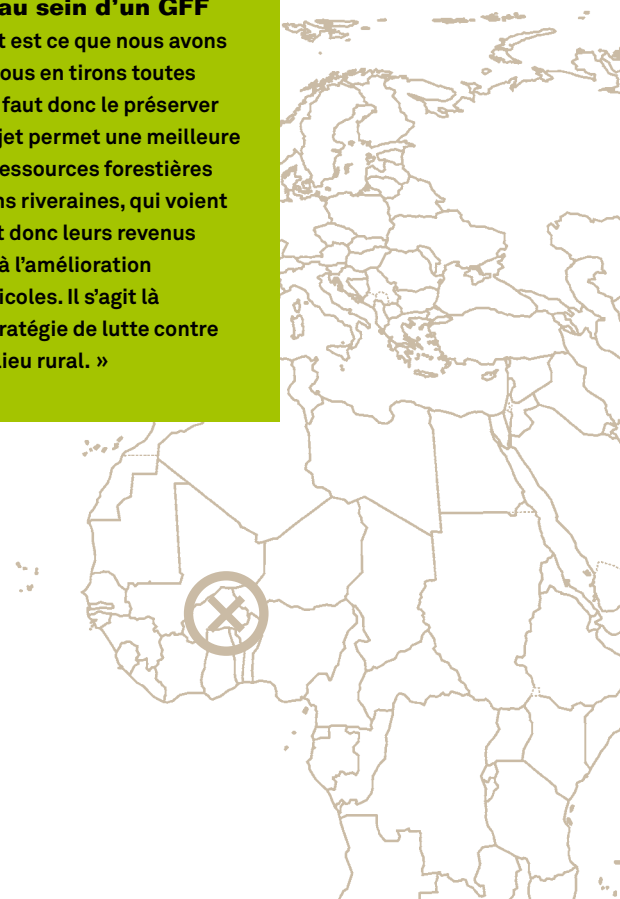 au sein d'un GFF
t est ce que nous avons
ous en tirons toutes
faut donc le préserver
jet permet une meilleure
essources forestières
ns riveraines, qui voient
t donc leurs revenus
à l'amélioration
icoles. Il s'agit là
ratégie de lutte contre
lieu rural. »